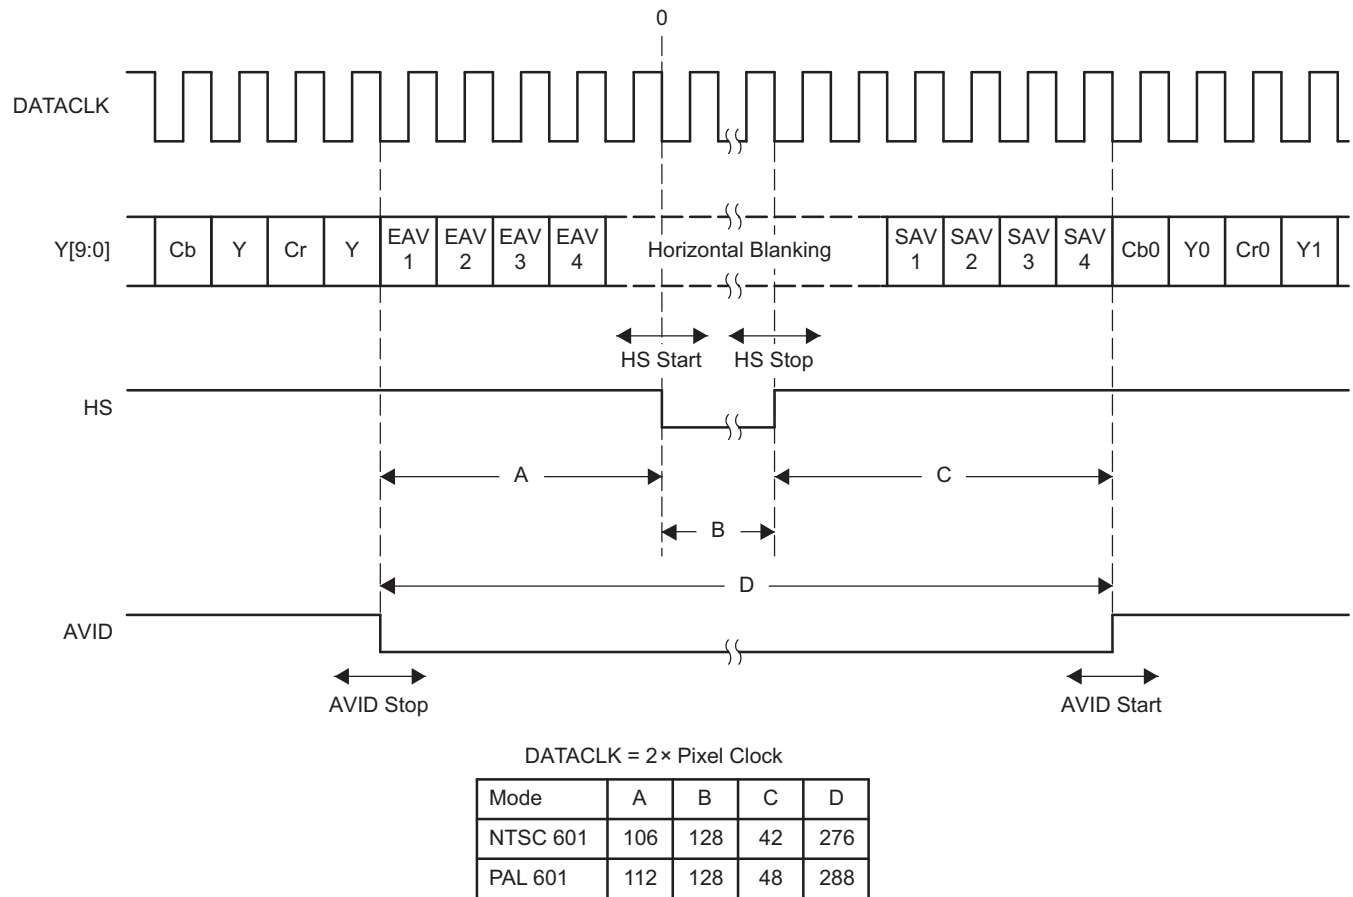 0
DATACLK
Y[9:0]
Cb
Y
Cr
Y
EAV
1
EAV
2
EAV
3
EAV
4
Horizontal Blanking
SAV
1
SAV
2
SAV
3
SAV
4
Cb0
Y0
Cr0
Y1
HS Start
HS Stop
HS
A
C
B
D
AVID
AVID Stop
AVID Start
DATACLK = 2× Pixel Clock
Mode A B C D
NTSC 601 106 128 42 276
PAL 601 112 128 48 288